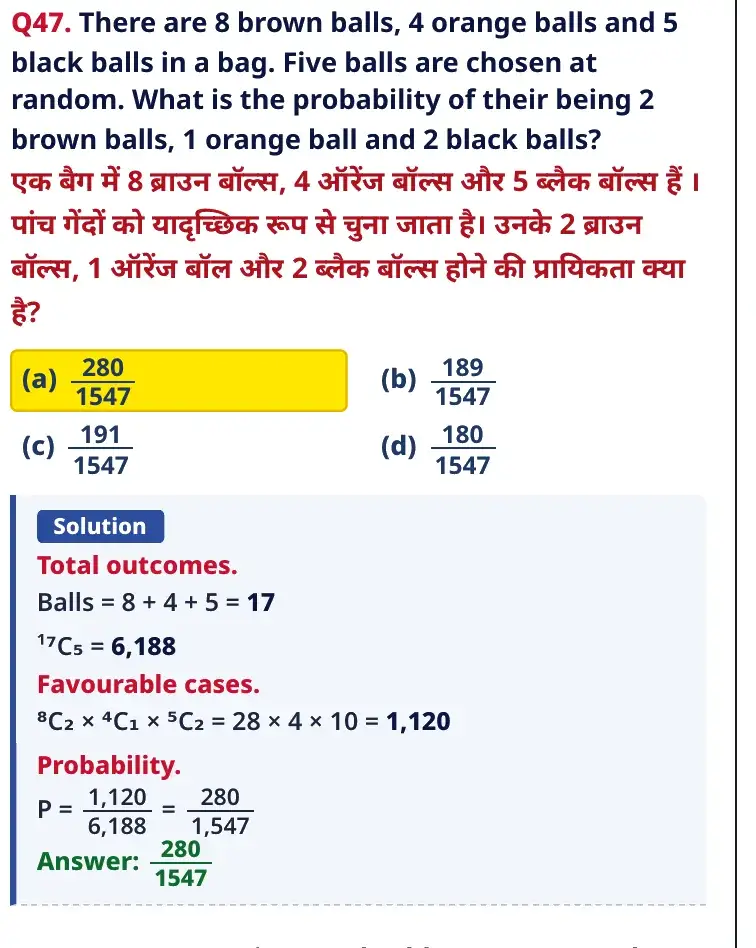 Q47. There are 8 brown balls, 4 orange balls and 5
black balls in a bag. Five balls are chosen at
random. What is the probability of their being 2
brown balls, 1 orange ball and 2 black balls?
एक बैग में 8 ब्राउन बॉल्स, 4 ऑरेंज बॉल्स और 5 ब्लैक बॉल्स हैं ।
पांच गेंदों को यादृच्छिक रूप से चुना जाता है। उनके 2 ब्राउन
बॉल्स, 1 ऑरेंज बॉल और 2 ब्लैक बॉल्स होने की प्रायिकता क्या
है?
(a) 280/1547 (b) 189/1547
(c) 191/1547 (d) 180/1547
Solution
Total outcomes.
Balls = 8 + 4 + 5 = 17
¹⁷C₅ = 6,188
Favourable cases.
⁸C₂ × ⁴C₁ × ⁵C₂ = 28 × 4 × 10 = 1,120
Probability.
P = 1,120/6,188 = 280/1,547
Answer: 280/1547